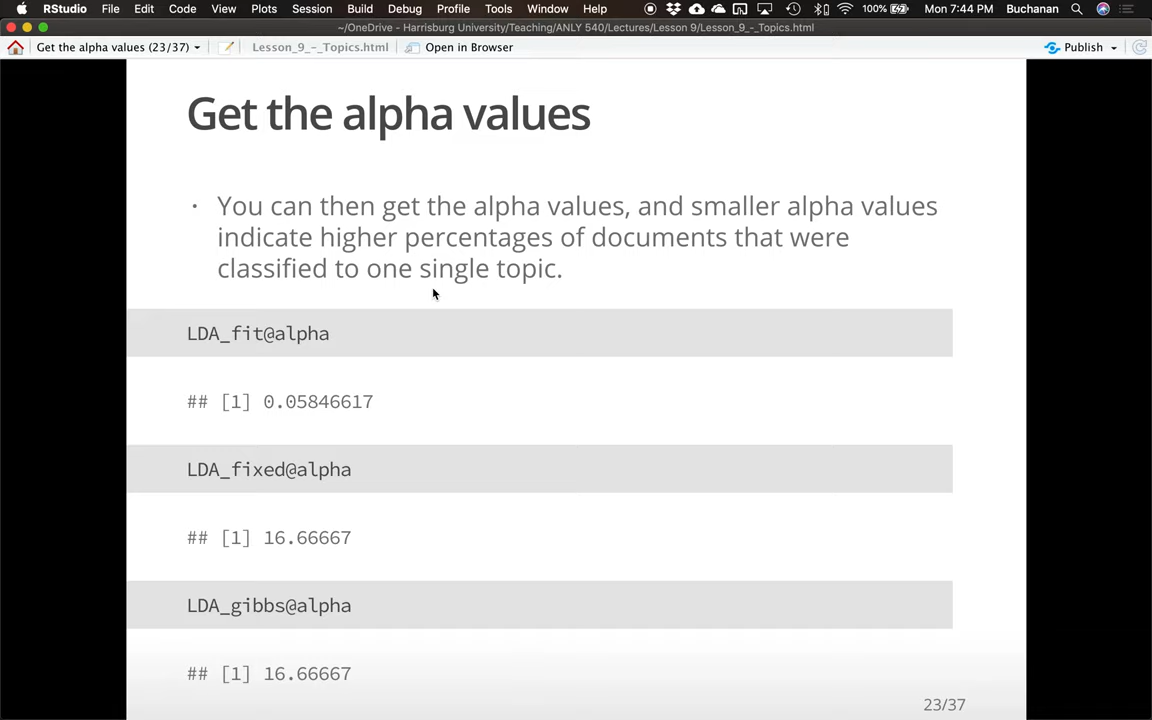 RStudio File Edit Code View Plots Session Build Debug Profile Tools Window Help 100% Mon 7:44 PM Buchanan
~/OneDrive - Harrisburg University/Teaching/ANLY 540/Lectures/Lesson 9/Lesson_9_-_Topics.html
Get the alpha values (23/37) Lesson_9_-_Topics.html Open in Browser Publish
Get the alpha values
• You can then get the alpha values, and smaller alpha values
indicate higher percentages of documents that were
classified to one single topic.
LDA_fit@alpha
## [1] 0.05846617
LDA_fixed@alpha
## [1] 16.66667
LDA_gibbs@alpha
## [1] 16.66667
23/37